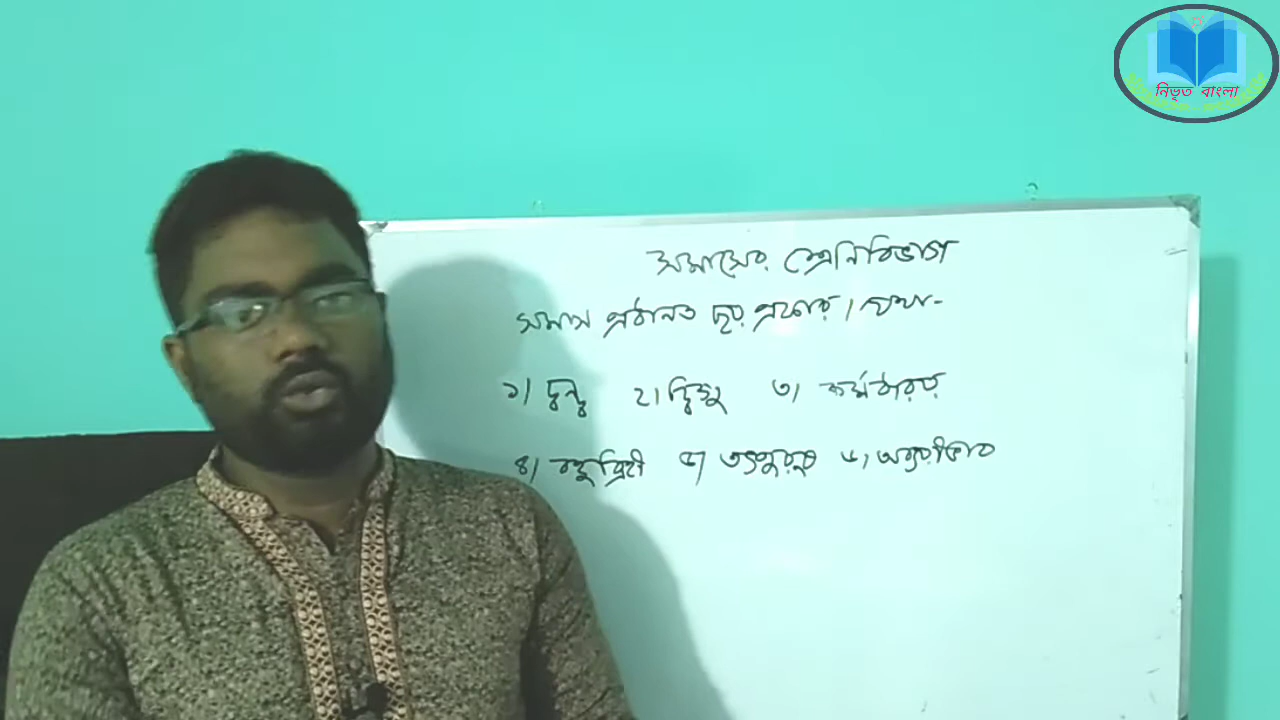 নিভৃত বাংলা
সমাসের শ্রেনিবিভাগ
সমাস প্রধানত ছয় প্রকার। যথা-
১। দ্বন্দ্ব ২। দ্বিগু ৩। কর্মধারয়
৪। বহুব্রিহী ৫। তৎপুরুষ ৬। অব্যয়ীভাব